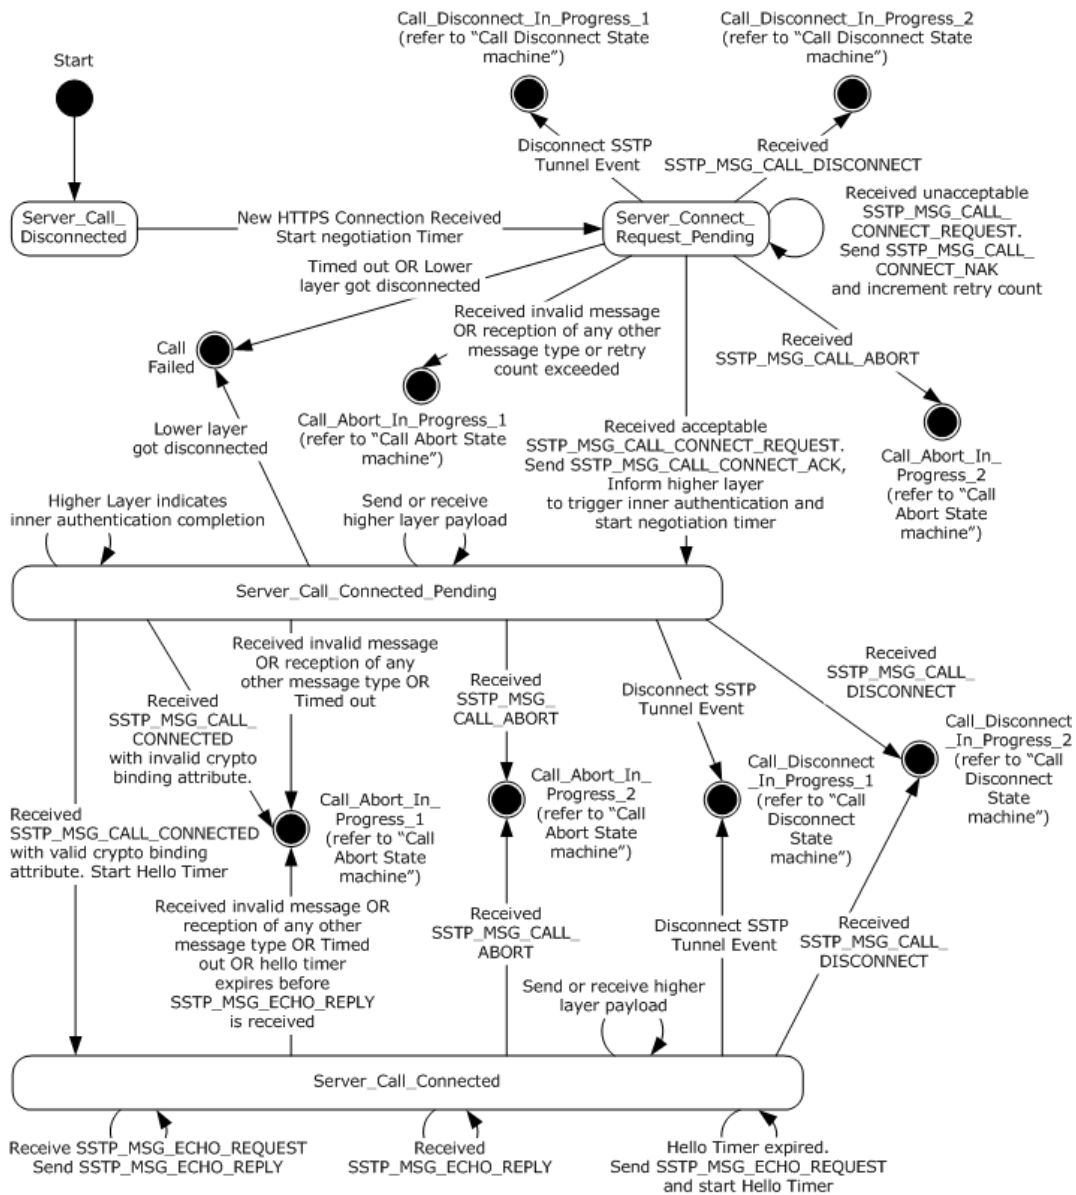 Call_Disconnect_In_Progress_1
(refer to “Call Disconnect State
machine”)
Call_Disconnect_In_Progress_2
(refer to “Call Disconnect State
machine”)
Start
Disconnect SSTP
Tunnel Event
Received
SSTP_MSG_CALL_DISCONNECT
Server_Call_
Disconnected
New HTTPS Connection Received
Start negotiation Timer
Server_Connect_
Request_Pending
Received unacceptable
SSTP_MSG_CALL_
CONNECT_REQUEST.
Send SSTP_MSG_CALL_
CONNECT_NAK
and increment retry count
Timed out OR Lower
layer got disconnected
Call
Failed
Received invalid message
OR reception of any other
message type or retry
count exceeded
Received
SSTP_MSG_CALL_ABORT
Call_Abort_In_Progress_1
(refer to “Call Abort State
machine”)
Lower layer
got disconnected
Received acceptable
SSTP_MSG_CALL_CONNECT_REQUEST.
Send SSTP_MSG_CALL_CONNECT_ACK,
Inform higher layer
to trigger inner authentication and
start negotiation timer
Call_Abort_In_
Progress_2
(refer to “Call
Abort State
machine”)
Higher Layer indicates
inner authentication completion
Send or receive
higher layer payload
Server_Call_Connected_Pending
Received
SSTP_MSG_CALL_
CONNECTED
with invalid crypto
binding attribute.
Received invalid message
OR reception of any
other message type OR
Timed out
Received
SSTP_MSG_
CALL_ABORT
Disconnect SSTP
Tunnel Event
Received
SSTP_MSG_CALL_
DISCONNECT
Received
SSTP_MSG_CALL_CONNECTED
with valid crypto binding
attribute. Start Hello Timer
Call_Abort_In_
Progress_1
(refer to “Call
Abort State
machine”)
Call_Abort_In_
Progress_2
(refer to “Call
Abort State
machine”)
Call_Disconnect
_In_Progress_1
(refer to “Call
Disconnect
State
machine”)
Call_Disconnect
_In_Progress_2
(refer to “Call
Disconnect
State
machine”)
Received invalid message OR
reception of any other
message type OR Timed
out OR hello timer
expires before
SSTP_MSG_ECHO_REPLY
is received
Received
SSTP_MSG_CALL_
ABORT
Disconnect SSTP
Tunnel Event
Received
SSTP_MSG_CALL_
DISCONNECT
Send or receive higher
layer payload
Server_Call_Connected
Receive SSTP_MSG_ECHO_REQUEST
Send SSTP_MSG_ECHO_REPLY
Received
SSTP_MSG_ECHO_REPLY
Hello Timer expired.
Send SSTP_MSG_ECHO_REQUEST
and start Hello Timer